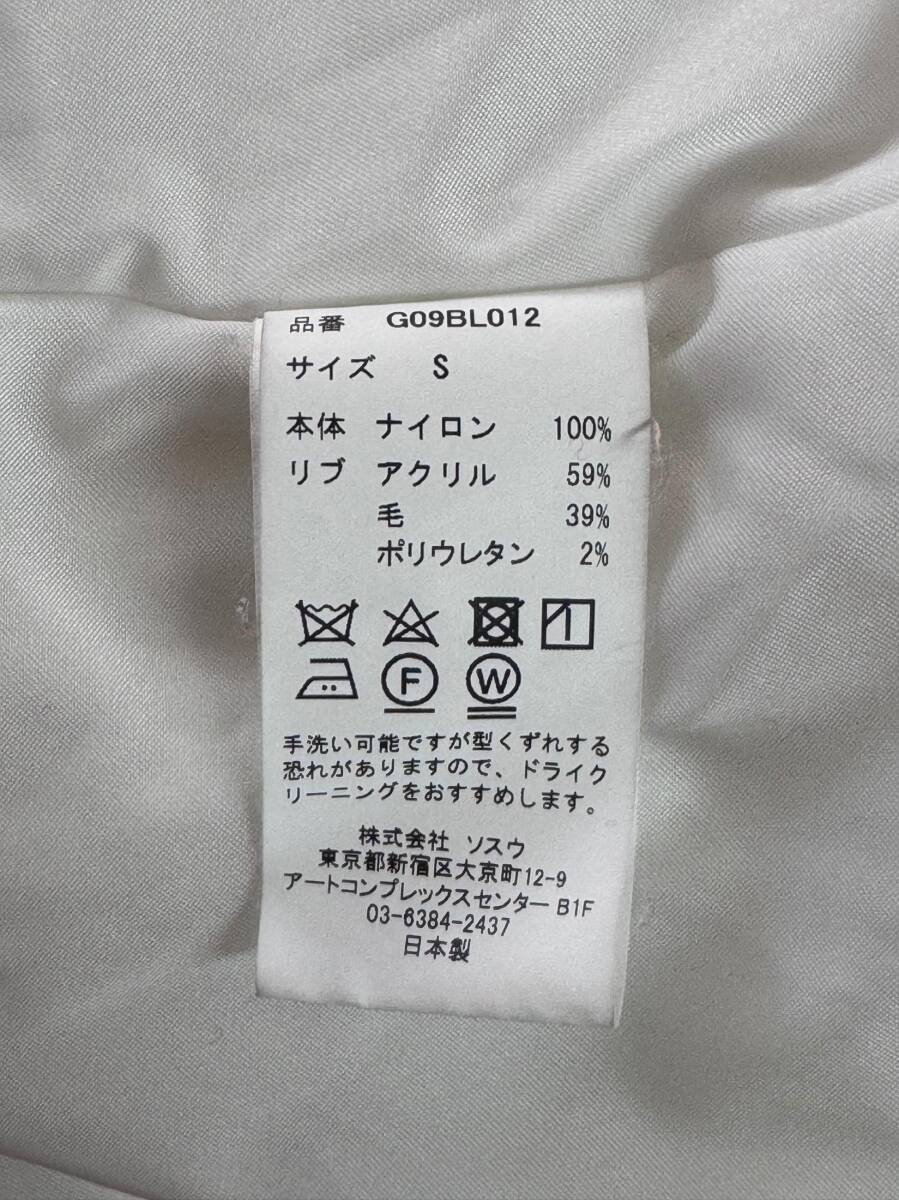 品番 G09BL012
サイズ S
本体 ナイロン 100%
リブ アクリル 59%
毛 39%
ポリウレタン 2%
F W
手洗い可能ですが型くずれする
恐れがありますので、ドライク
リーニングをおすすめします。
株式会社 ソスウ
東京都新宿区大京町12-9
アートコンプレックスセンター B1F
03-6384-2437
日本製